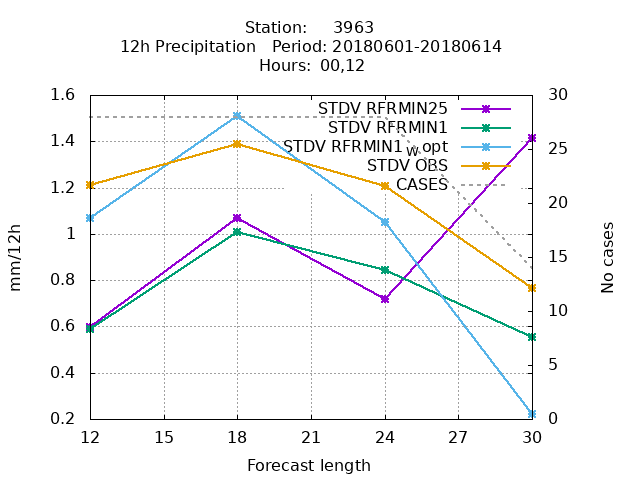 Station: 3963
12h Precipitation Period: 20180601-20180614
Hours: 00,12
STDV RFRMIN25
STDV RFRMIN1
STDV RFRMIN1 w. opt
STDV OBS
CASES
1.6
1.4
1.2
1
0.8
0.6
0.4
0.2
mm/12h
30
25
20
15
10
5
0
No cases
12 15 18 21 24 27 30
Forecast length